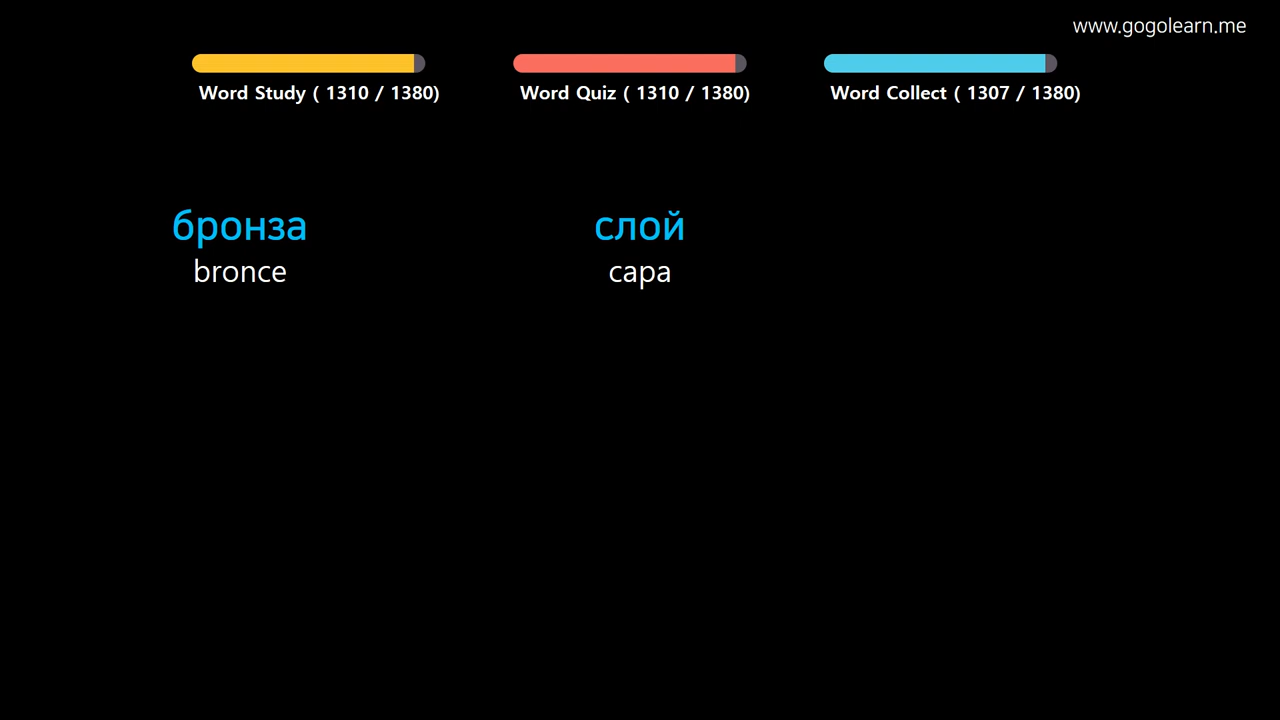 www.gogolearn.me
Word Study ( 1310 / 1380)
Word Quiz ( 1310 / 1380)
Word Collect ( 1307 / 1380)
бронза
bronce
слой
capa